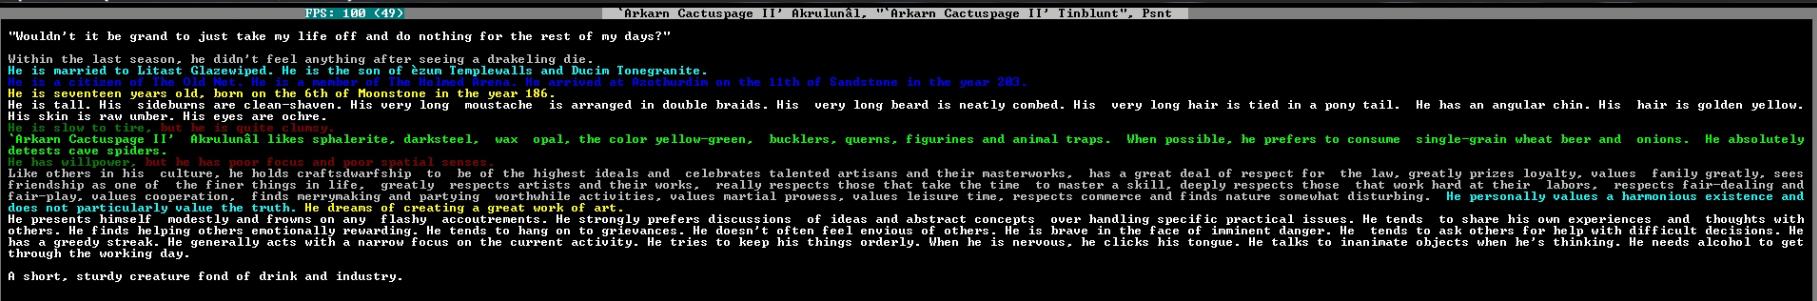 FPS: 100 (49)
`Arkarn Cactuspage II' Akrulunâl, "`Arkarn Cactuspage II' Tinblunt", Psnt
"Wouldn't it be grand to just take my life off and do nothing for the rest of my days?"
Within the last season, he didn't feel anything after seeing a drakeling die.
He is married to Litast Glazewiped. He is the son of èzum Templewalls and Ducim Tonegranite.
He is a citizen of The Old Net. He is a member of The Helmed Arena. He arrived at Azothurdim on the 11th of Sandstone in the year 203.
He is seventeen years old, born on the 6th of Moonstone in the year 186.
He is tall. His sideburns are clean-shaven. His very long moustache is arranged in double braids. His very long beard is neatly combed. His very long hair is tied in a pony tail. He has an angular chin. His hair is golden yellow.
His skin is raw umber. His eyes are ochre.
He is slow to tire, but he is quite clumsy.
`Arkarn Cactuspage II' Akrulunâl likes sphalerite, darksteel, wax opal, the color yellow-green, bucklers, querns, figurines and animal traps. When possible, he prefers to consume single-grain wheat beer and onions. He absolutely
detests cave spiders.
He has willpower, but he has poor focus and poor spatial senses.
Like others in his culture, he holds craftsdwarfship to be of the highest ideals and celebrates talented artisans and their masterworks, has a great deal of respect for the law, greatly prizes loyalty, values family greatly, sees
friendship as one of the finer things in life, greatly respects artists and their works, really respects those that take the time to master a skill, deeply respects those that work hard at their labors, respects fair-dealing and
fair-play, values cooperation, finds merrymaking and partying worthwhile activities, values martial prowess, values leisure time, respects commerce and finds nature somewhat disturbing. He personally values a harmonious existence and
does not particularly value the truth. He dreams of creating a great work of art.
He presents himself modestly and frowns on any flashy accoutrements. He strongly prefers discussions of ideas and abstract concepts over handling specific practical issues. He tends to share his own experiences and thoughts with
others. He finds helping others emotionally rewarding. He tends to hang on to grievances. He doesn't often feel envious of others. He is brave in the face of imminent danger. He tends to ask others for help with difficult decisions. He
has a greedy streak. He generally acts with a narrow focus on the current activity. He tries to keep his things orderly. When he is nervous, he clicks his tongue. He talks to inanimate objects when he's thinking. He needs alcohol to get
through the working day.
A short, sturdy creature fond of drink and industry.